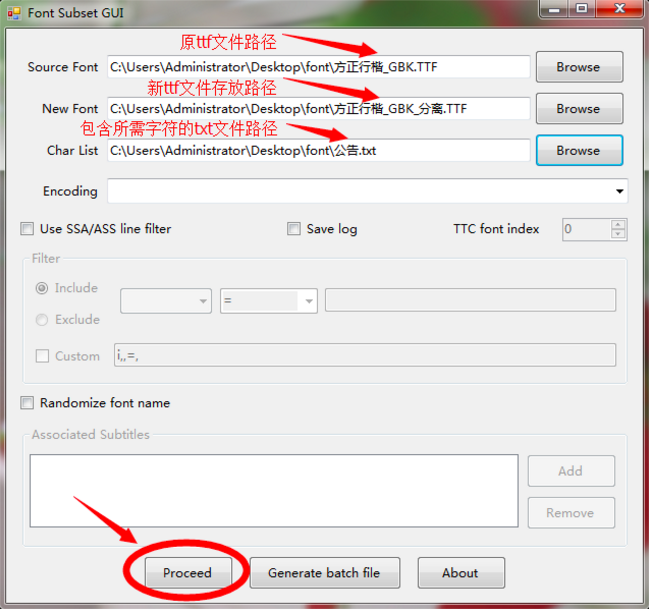 Font Subset GUI
原ttf文件路径
Source Font C:\Users\Administrator\Desktop\font\方正行楷_GBK.TTF Browse
新ttf文件存放路径
New Font C:\Users\Administrator\Desktop\font\方正行楷_GBK_分离.TTF Browse
包含所需字符的txt文件路径
Char List C:\Users\Administrator\Desktop\font\公告.txt Browse
Encoding
Use SSA/ASS line filter Save log TTC font index 0
Filter
Include =
Exclude
Custom i,,=,
Randomize font name
Associated Subtitles
Add
Remove
Proceed Generate batch file About